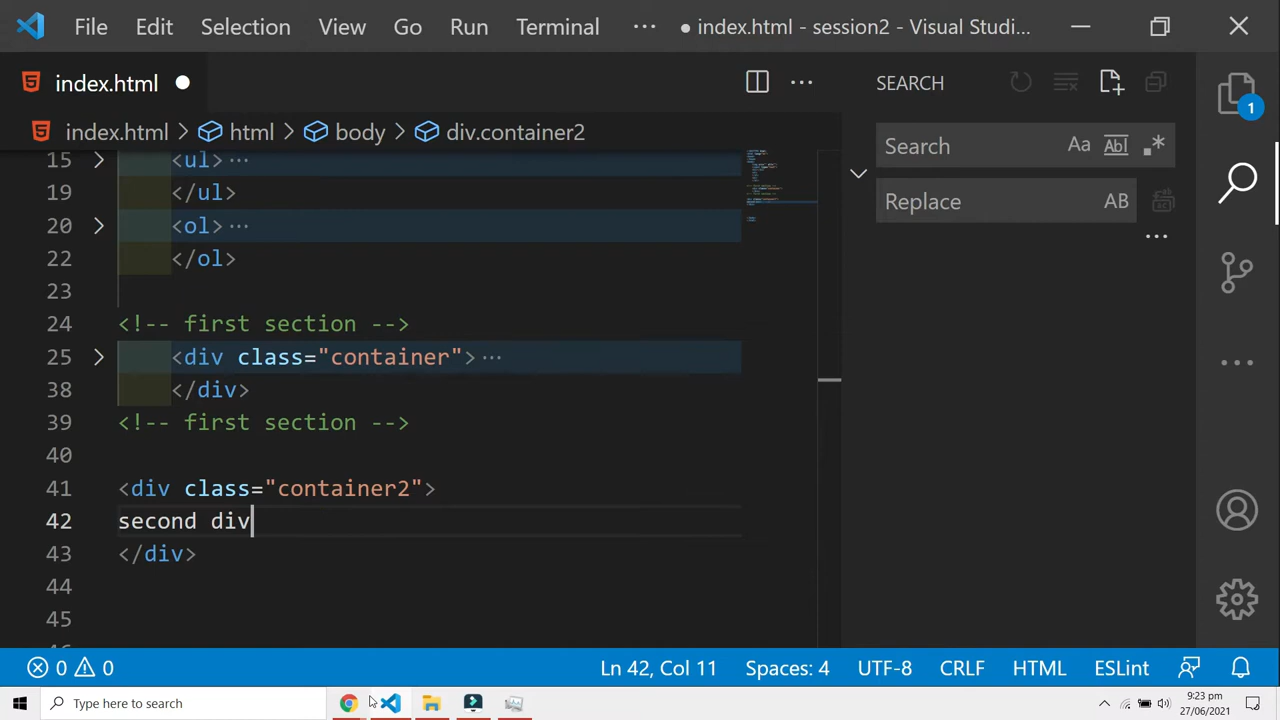 File Edit Selection View Go Run Terminal ··· ● index.html - session2 - Visual Studi...
index.html ●
SEARCH
index.html > html > body > div.container2
Search Aa Abl
Replace AB
15 <ul>···
19 </ul>
20 <ol>···
22 </ol>
23
24 <!-- first section -->
25 <div class="container">···
38 </div>
39 <!-- first section -->
40
41 <div class="container2">
42 second div
43 </div>
44
45
1
0 0 Ln 42, Col 11 Spaces: 4 UTF-8 CRLF HTML ESLint
Type here to search
9:23 pm
27/06/2021